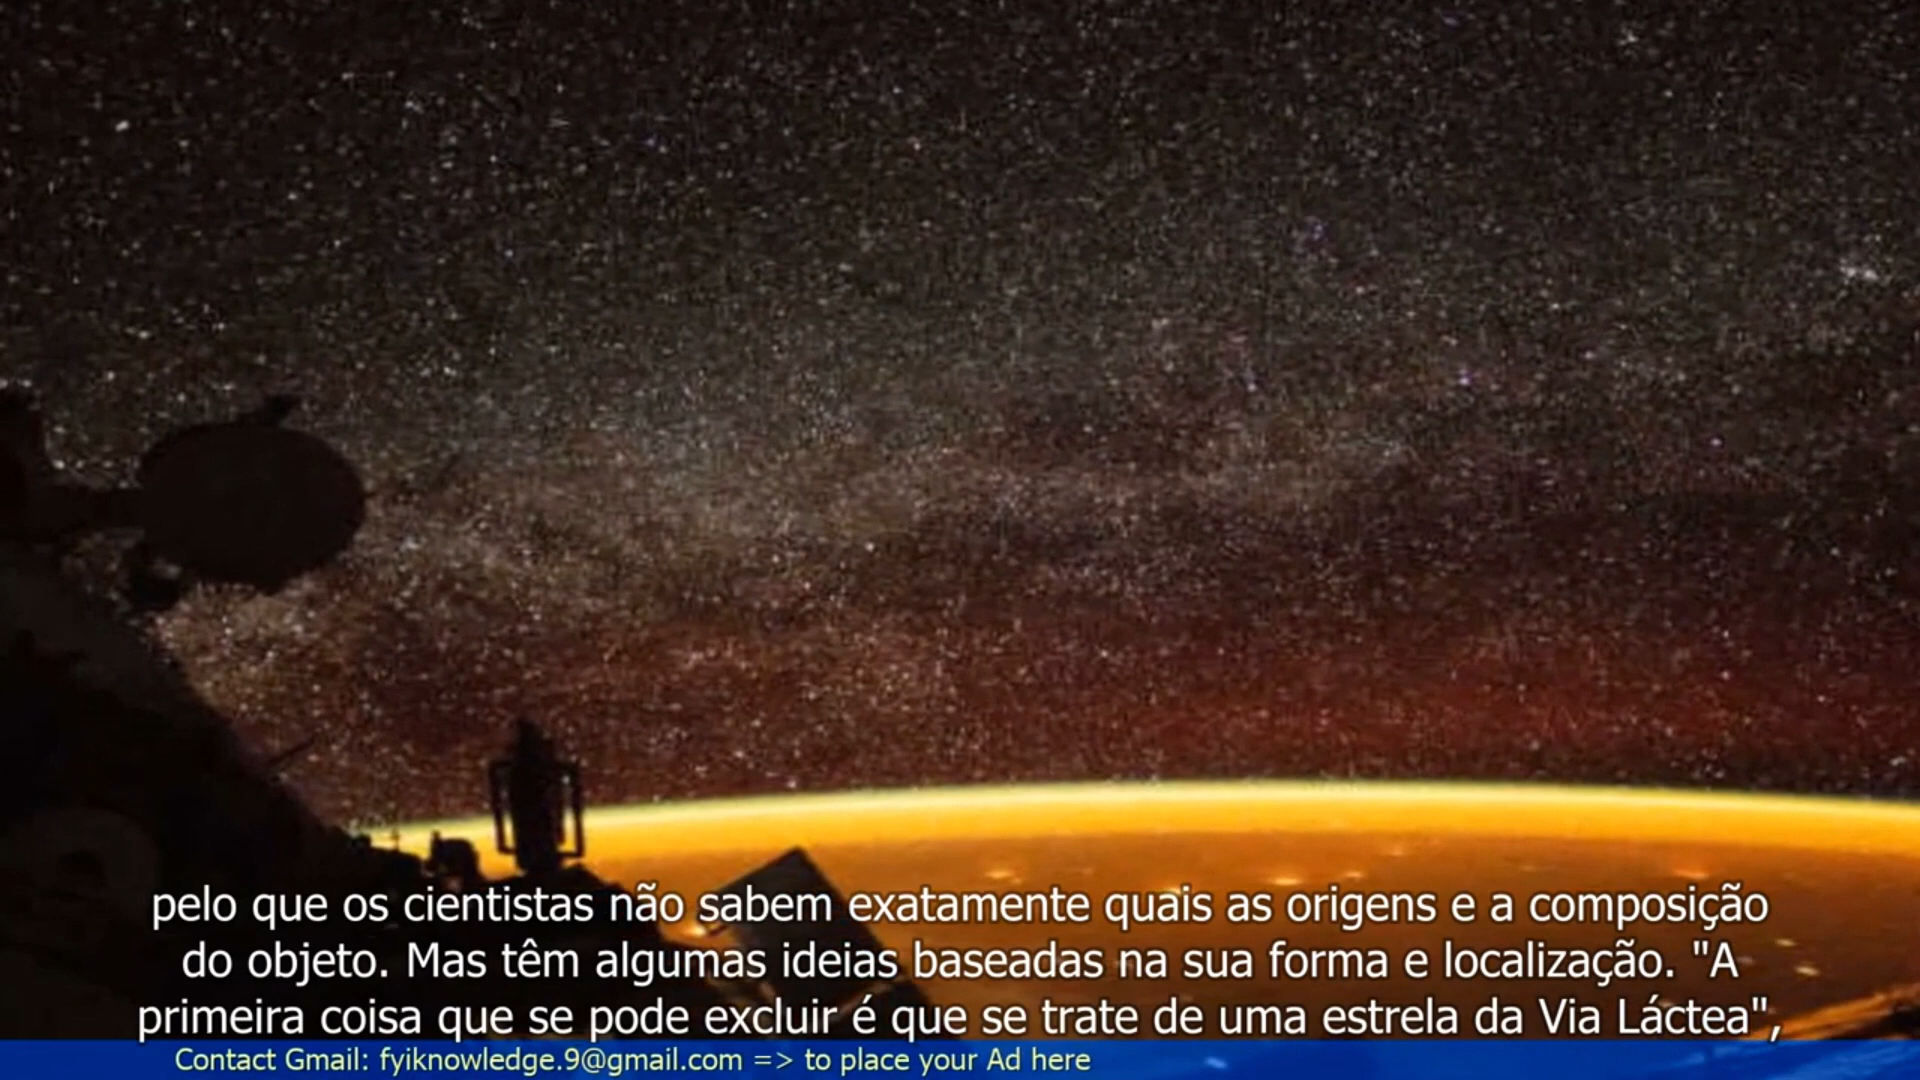 pelo que os cientistas não sabem exatamente quais as origens e a composição
do objeto. Mas têm algumas ideias baseadas na sua forma e localização. "A
primeira coisa que se pode excluir é que se trate de uma estrela da Via Láctea",
Contact Gmail: fyiknowledge.9@gmail.com => to place your Ad here